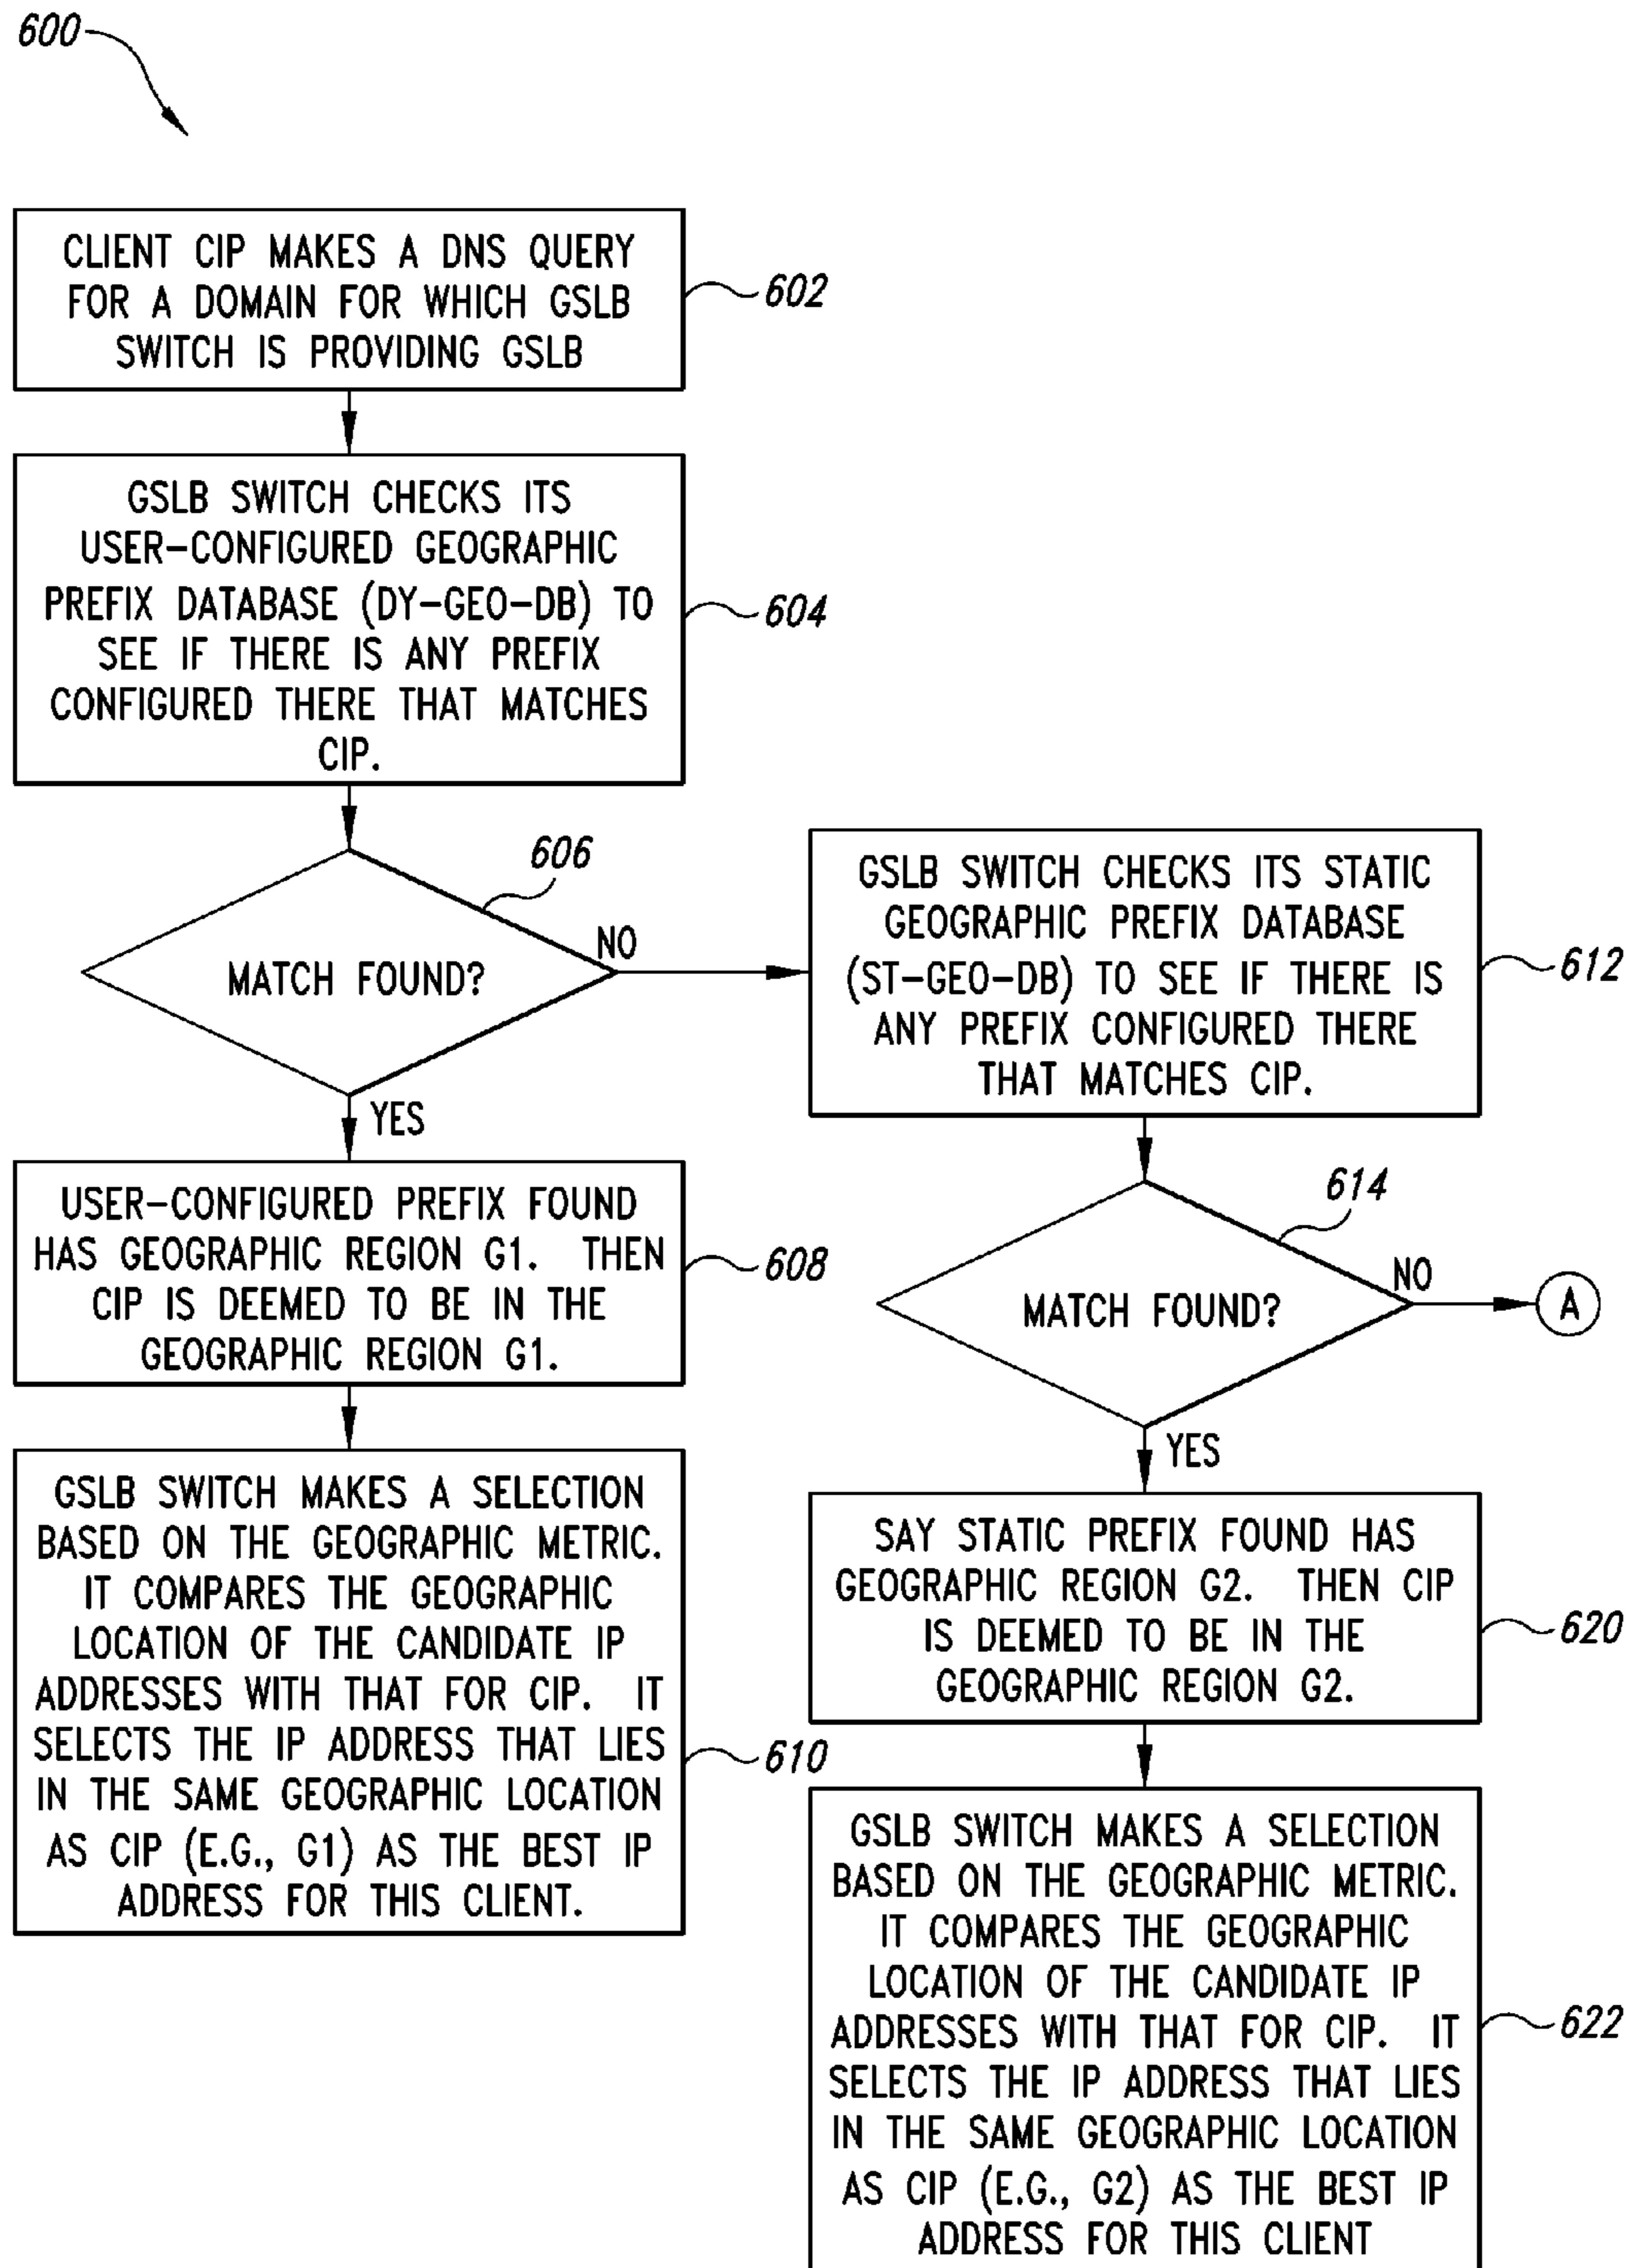 600
CLIENT CIP MAKES A DNS QUERY
FOR A DOMAIN FOR WHICH GSLB
SWITCH IS PROVIDING GSLB
602
GSLB SWITCH CHECKS ITS
USER-CONFIGURED GEOGRAPHIC
PREFIX DATABASE (DY-GEO-DB) TO
SEE IF THERE IS ANY PREFIX
CONFIGURED THERE THAT MATCHES
CIP.
604
606
MATCH FOUND?
NO
YES
USER-CONFIGURED PREFIX FOUND
HAS GEOGRAPHIC REGION G1. THEN
CIP IS DEEMED TO BE IN THE
GEOGRAPHIC REGION G1.
608
GSLB SWITCH MAKES A SELECTION
BASED ON THE GEOGRAPHIC METRIC.
IT COMPARES THE GEOGRAPHIC
LOCATION OF THE CANDIDATE IP
ADDRESSES WITH THAT FOR CIP. IT
SELECTS THE IP ADDRESS THAT LIES
IN THE SAME GEOGRAPHIC LOCATION
AS CIP (E.G., G1) AS THE BEST IP
ADDRESS FOR THIS CLIENT.
610
GSLB SWITCH CHECKS ITS STATIC
GEOGRAPHIC PREFIX DATABASE
(ST-GEO-DB) TO SEE IF THERE IS
ANY PREFIX CONFIGURED THERE
THAT MATCHES CIP.
612
614
MATCH FOUND?
NO
A
YES
SAY STATIC PREFIX FOUND HAS
GEOGRAPHIC REGION G2. THEN CIP
IS DEEMED TO BE IN THE
GEOGRAPHIC REGION G2.
620
GSLB SWITCH MAKES A SELECTION
BASED ON THE GEOGRAPHIC METRIC.
IT COMPARES THE GEOGRAPHIC
LOCATION OF THE CANDIDATE IP
ADDRESSES WITH THAT FOR CIP. IT
SELECTS THE IP ADDRESS THAT LIES
IN THE SAME GEOGRAPHIC LOCATION
AS CIP (E.G., G2) AS THE BEST IP
ADDRESS FOR THIS CLIENT
622